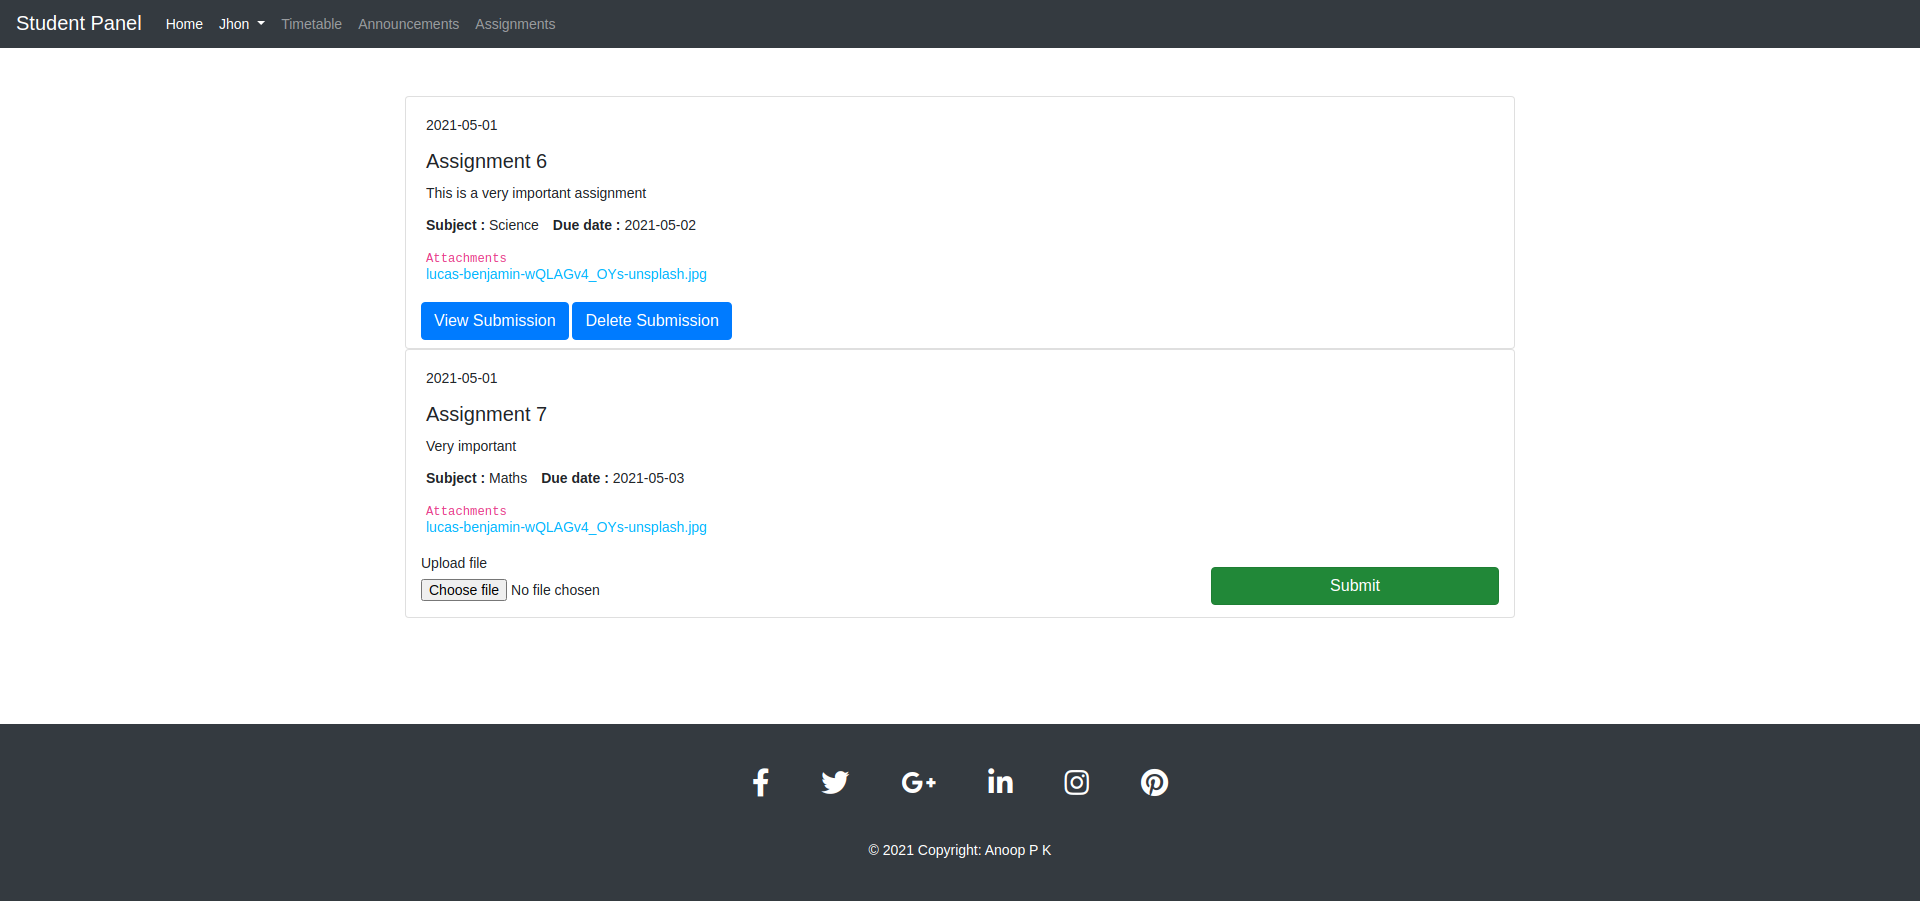 Student Panel Home Jhon Timetable Announcements Assignments
2021-05-01
Assignment 6
This is a very important assignment
Subject : Science Due date : 2021-05-02
Attachments
lucas-benjamin-wQLAGv4_OYs-unsplash.jpg
View Submission Delete Submission
2021-05-01
Assignment 7
Very important
Subject : Maths Due date : 2021-05-03
Attachments
lucas-benjamin-wQLAGv4_OYs-unsplash.jpg
Upload file
Choose file No file chosen Submit
© 2021 Copyright: Anoop P K